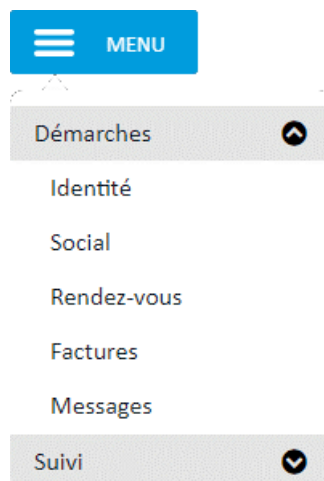 MENU
Démarches
Identité
Social
Rendez-vous
Factures
Messages
Suivi